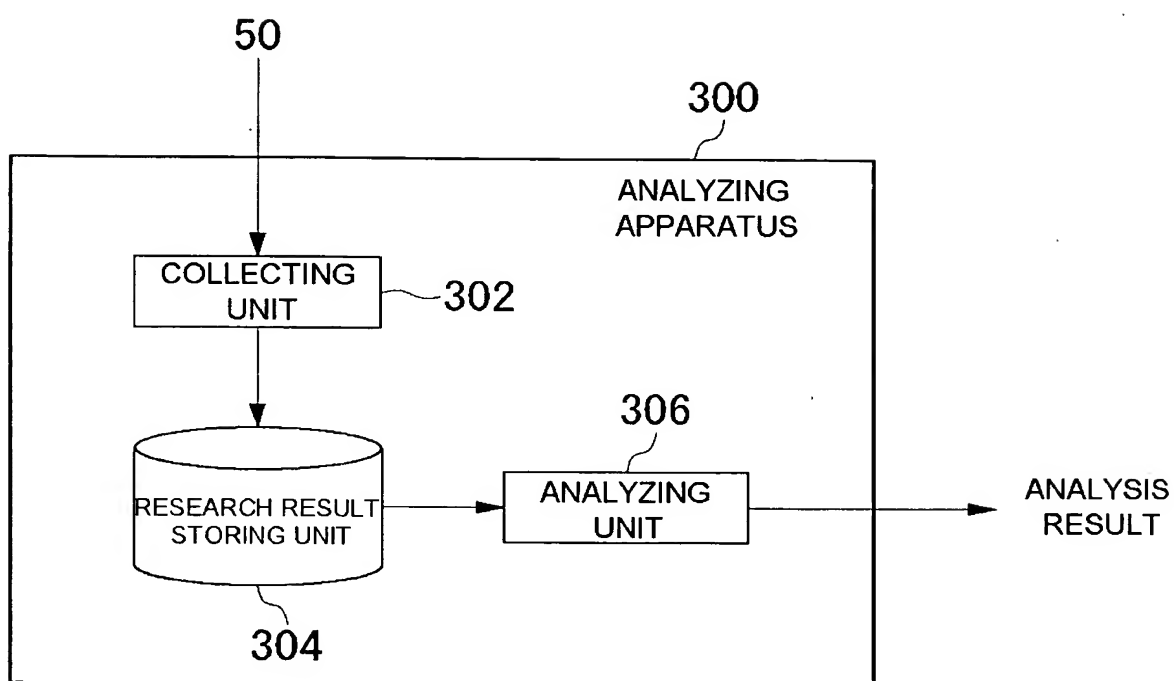 50
300
ANALYZING
APPARATUS
COLLECTING
UNIT
302
306
RESEARCH RESULT
STORING UNIT
ANALYZING
UNIT
ANALYSIS
RESULT
304